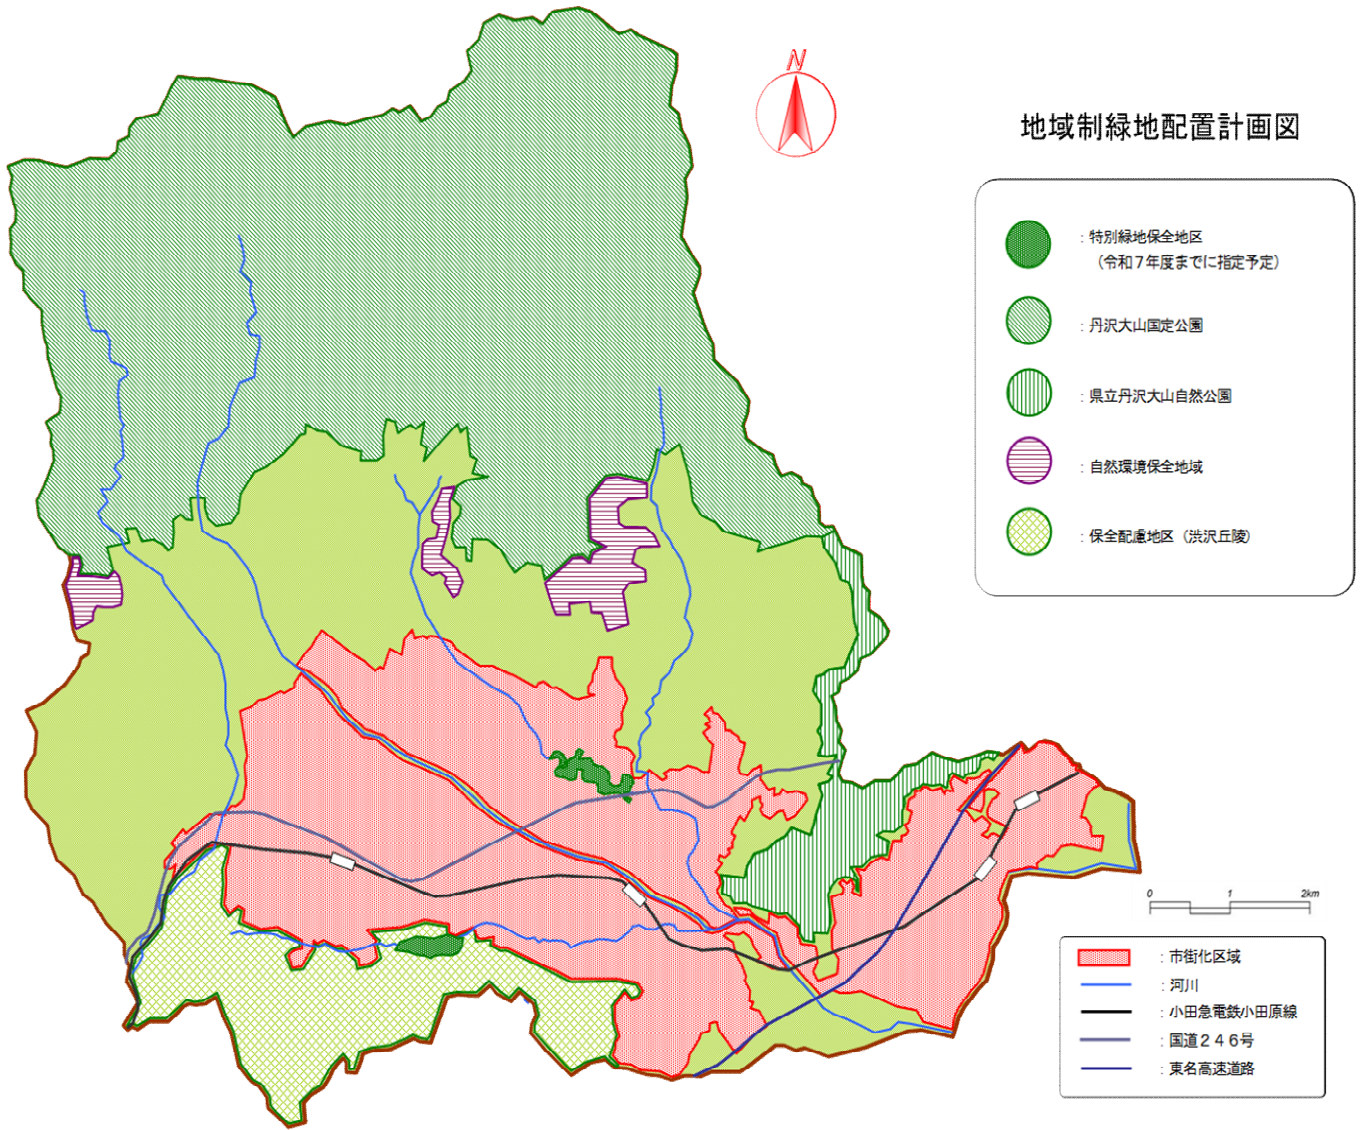 N
地域制緑地配置計画図
：特別緑地保全地区
（令和７年度までに指定予定）
：丹沢大山国定公園
：県立丹沢大山自然公園
：自然環境保全地域
：保全配慮地区（渋沢丘陵）
0 1 2km
：市街化区域
：河川
：小田急電鉄小田原線
：国道２４６号
：東名高速道路